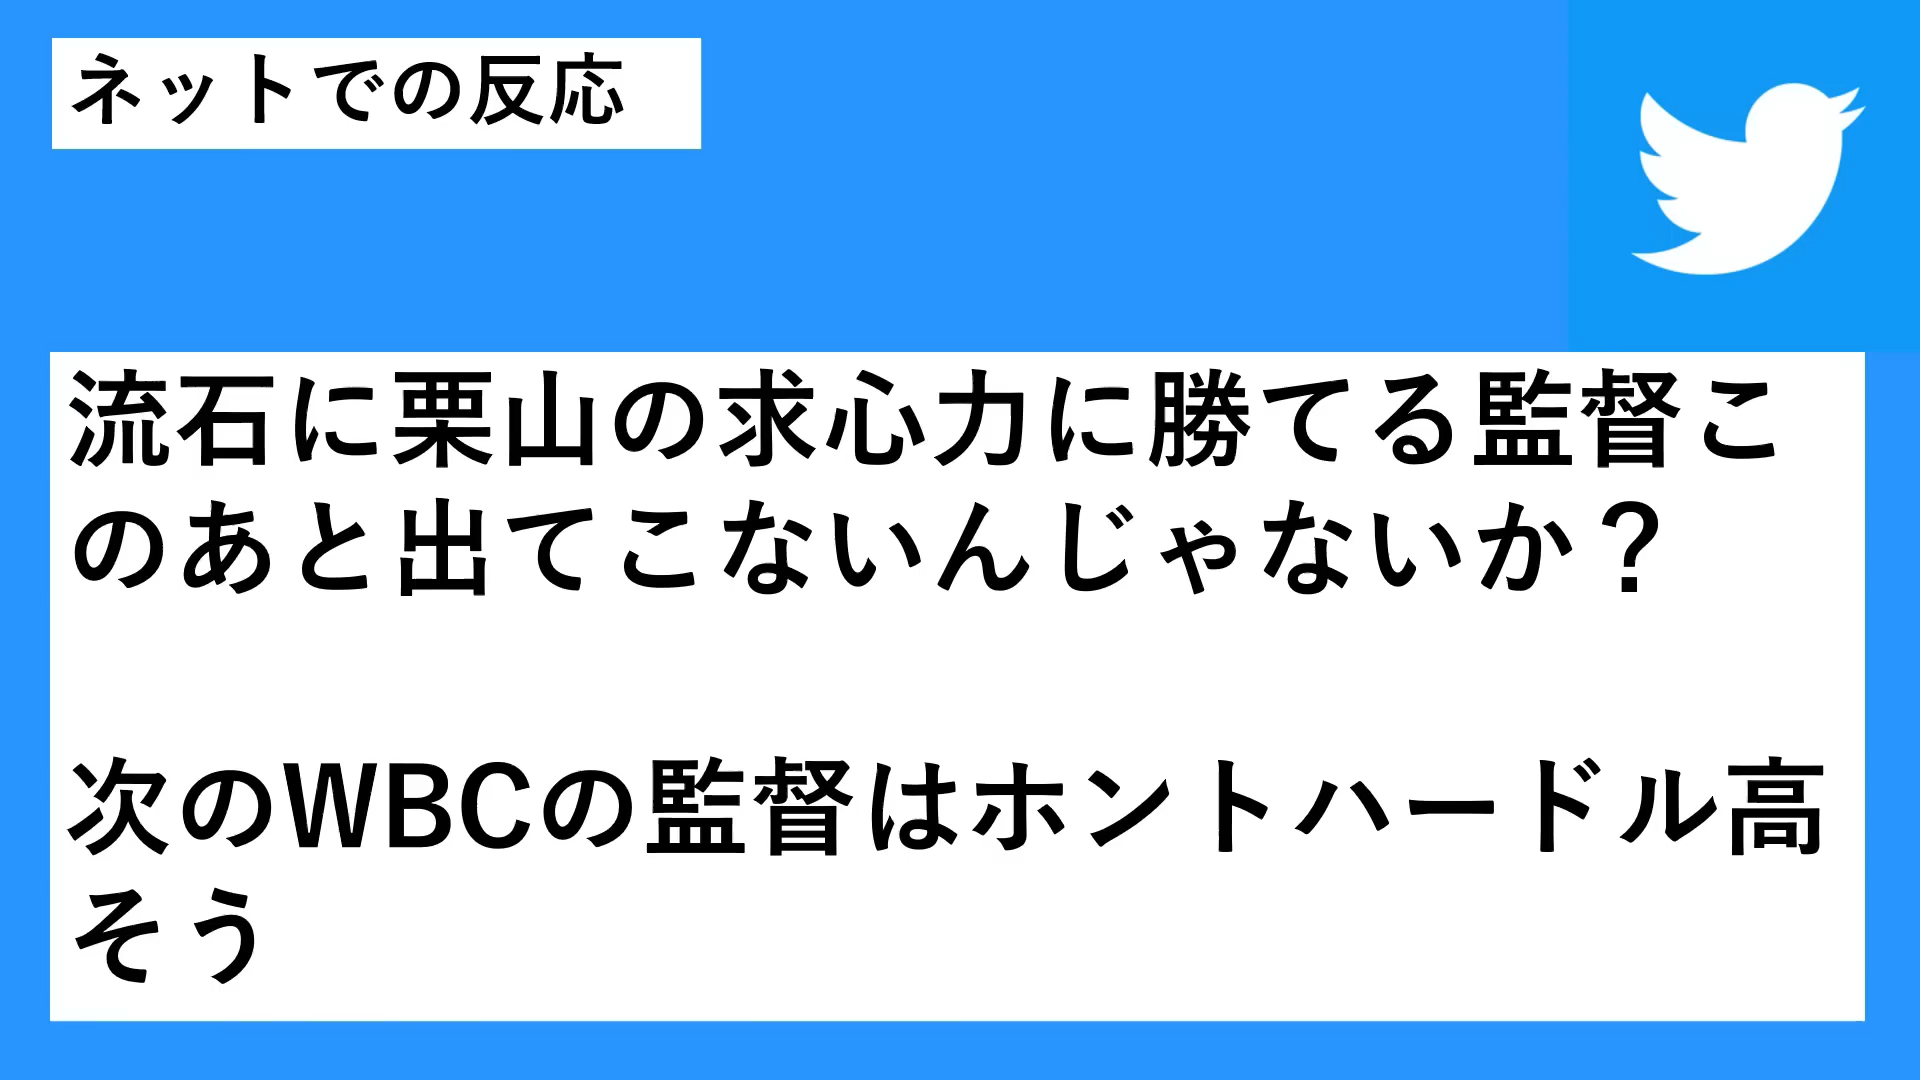 ネットでの反応
流石に栗山の求心力に勝てる監督こ
のあと出てこないんじゃないか？
次のWBCの監督はホントハードル高
そう